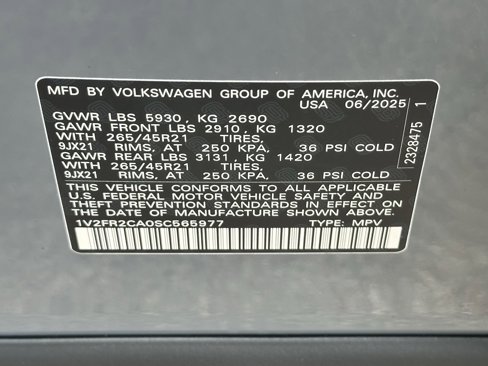 MFD BY VOLKSWAGEN GROUP OF AMERICA, INC.
USA 06/2025
GVWR LBS 5930, KG 2690
GAWR FRONT LBS 2910, KG 1320
WITH 265/45R21 TIRES,
9JX21 RIMS, AT 250 KPA, 36 PSI COLD
GAWR REAR LBS 3131, KG 1420
WITH 265/45R21 TIRES,
9JX21 RIMS, AT 250 KPA, 36 PSI COLD
THIS VEHICLE CONFORMS TO ALL APPLICABLE
U.S. FEDERAL MOTOR VEHICLE SAFETY AND
THEFT PREVENTION STANDARDS IN EFFECT ON
THE DATE OF MANUFACTURE SHOWN ABOVE.
1V2FR2CA0SC565977 TYPE: MPV
2328475 1